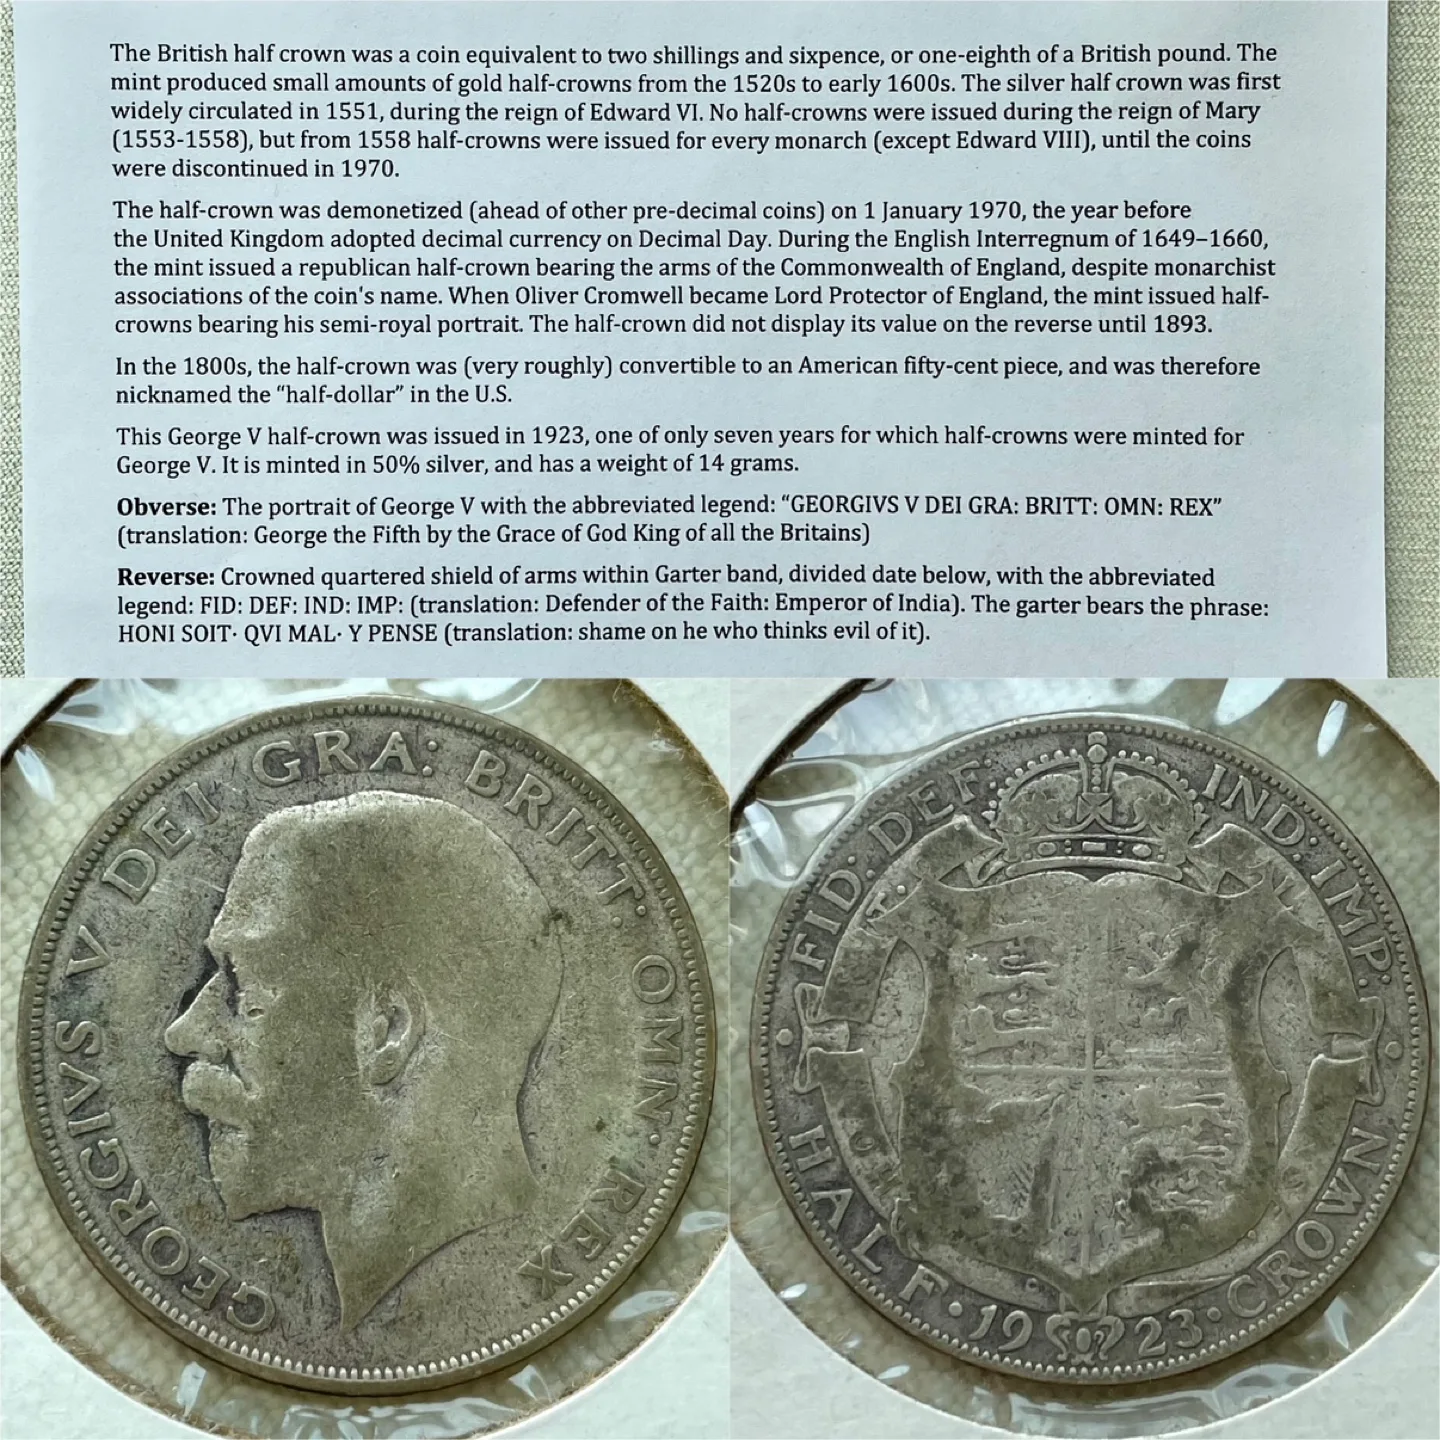 The British half crown was a coin equivalent to two shillings and sixpence, or one-eighth of a British pound. The
mint produced small amounts of gold half-crowns from the 1520s to early 1600s. The silver half crown was first
widely circulated in 1551, during the reign of Edward VI. No half-crowns were issued during the reign of Mary
(1553-1558), but from 1558 half-crowns were issued for every monarch (except Edward VIII), until the coins
were discontinued in 1970.
The half-crown was demonetized (ahead of other pre-decimal coins) on 1 January 1970, the year before
the United Kingdom adopted decimal currency on Decimal Day. During the English Interregnum of 1649–1660,
the mint issued a republican half-crown bearing the arms of the Commonwealth of England, despite monarchist
associations of the coin's name. When Oliver Cromwell became Lord Protector of England, the mint issued half-
crowns bearing his semi-royal portrait. The half-crown did not display its value on the reverse until 1893.
In the 1800s, the half-crown was (very roughly) convertible to an American fifty-cent piece, and was therefore
nicknamed the “half-dollar” in the U.S.
This George V half-crown was issued in 1923, one of only seven years for which half-crowns were minted for
George V. It is minted in 50% silver, and has a weight of 14 grams.
Obverse: The portrait of George V with the abbreviated legend: “GEORGIVS V DEI GRA: BRITT: OMN: REX”
(translation: George the Fifth by the Grace of God King of all the Britains)
Reverse: Crowned quartered shield of arms within Garter band, divided date below, with the abbreviated
legend: FID: DEF: IND: IMP: (translation: Defender of the Faith: Emperor of India). The garter bears the phrase:
HONI SOIT· QVI MAL· Y PENSE (translation: shame on he who thinks evil of it).
GEORGIVS V DEI GRA: BRITT: OMN: REX
FID: DEF: IND: IMP:
HALF · 19 23 · CROWN